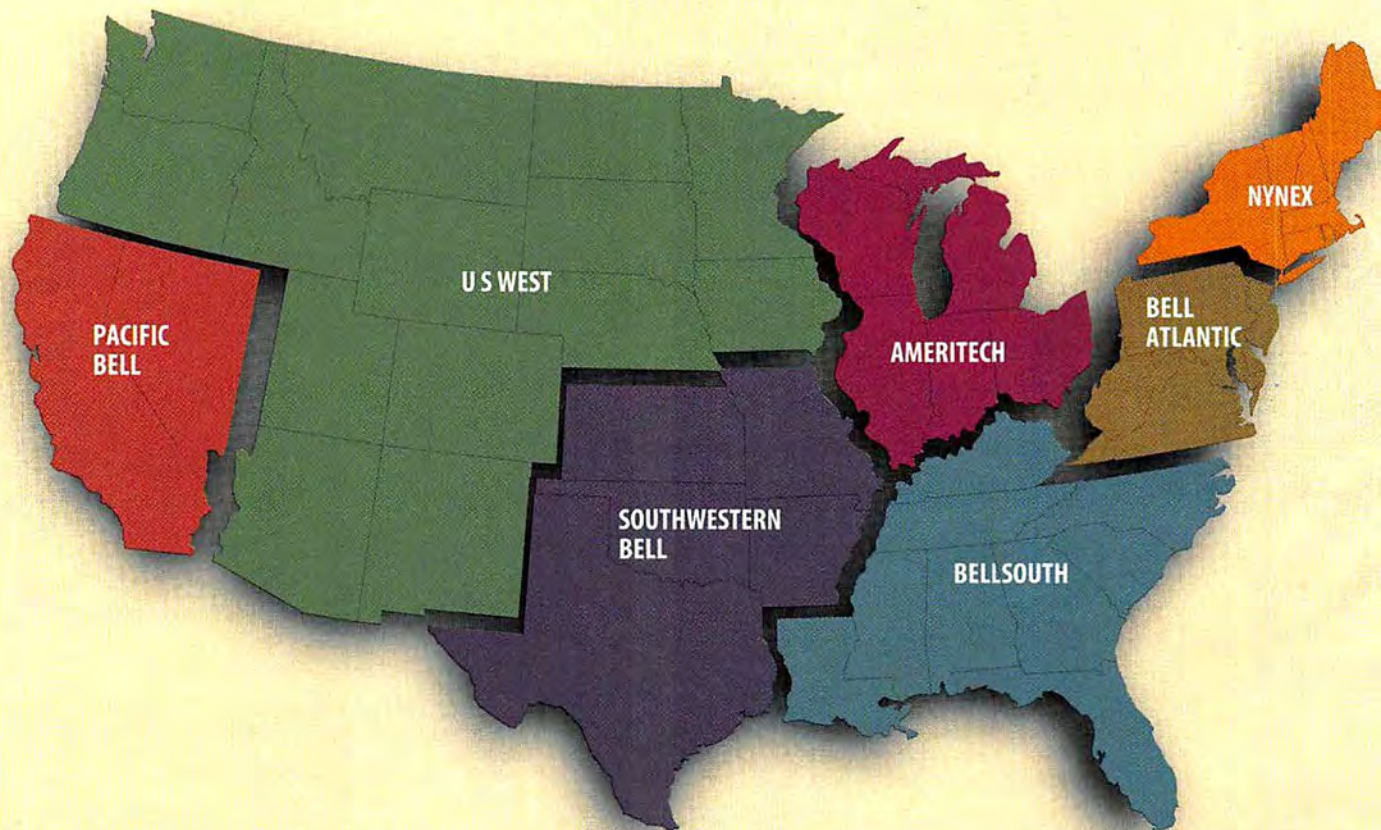 NYNEX
U S WEST
BELL
ATLANTIC
PACIFIC
BELL
AMERITECH
SOUTHWESTERN
BELL
BELLSOUTH